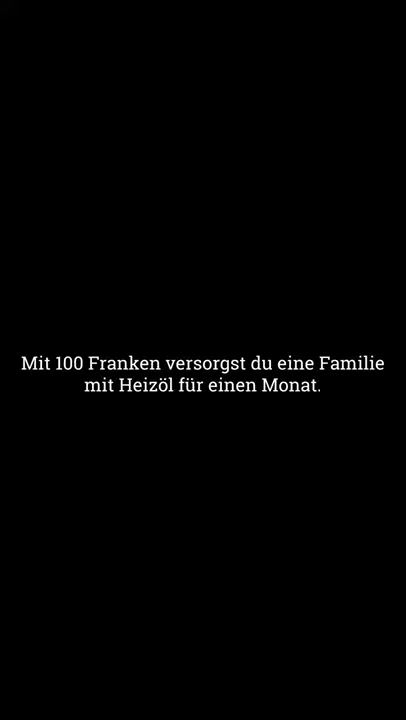 Mit 100 Franken versorgst du eine Familie
mit Heizöl für einen Monat.